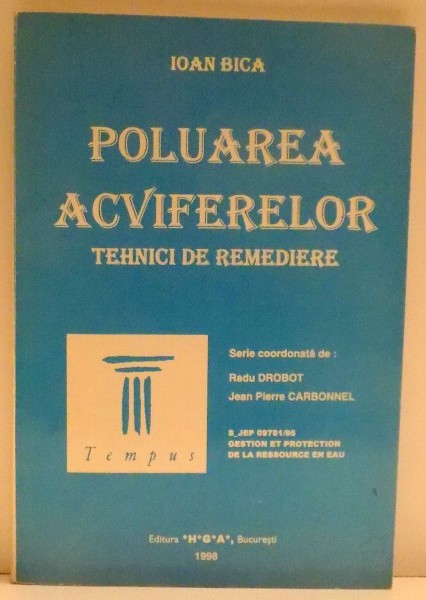 IOAN BICA
POLUAREA
ACVIFERELOR
TEHNICI DE REMEDIERE
Serie coordonată de :
Radu DROBOT
Jean Pierre CARBONNEL
S_JEP 09781/95
GESTION ET PROTECTION
DE LA RESSOURCE EN EAU
Tempus
Editura *H*G*A*, Bucureşti
1998